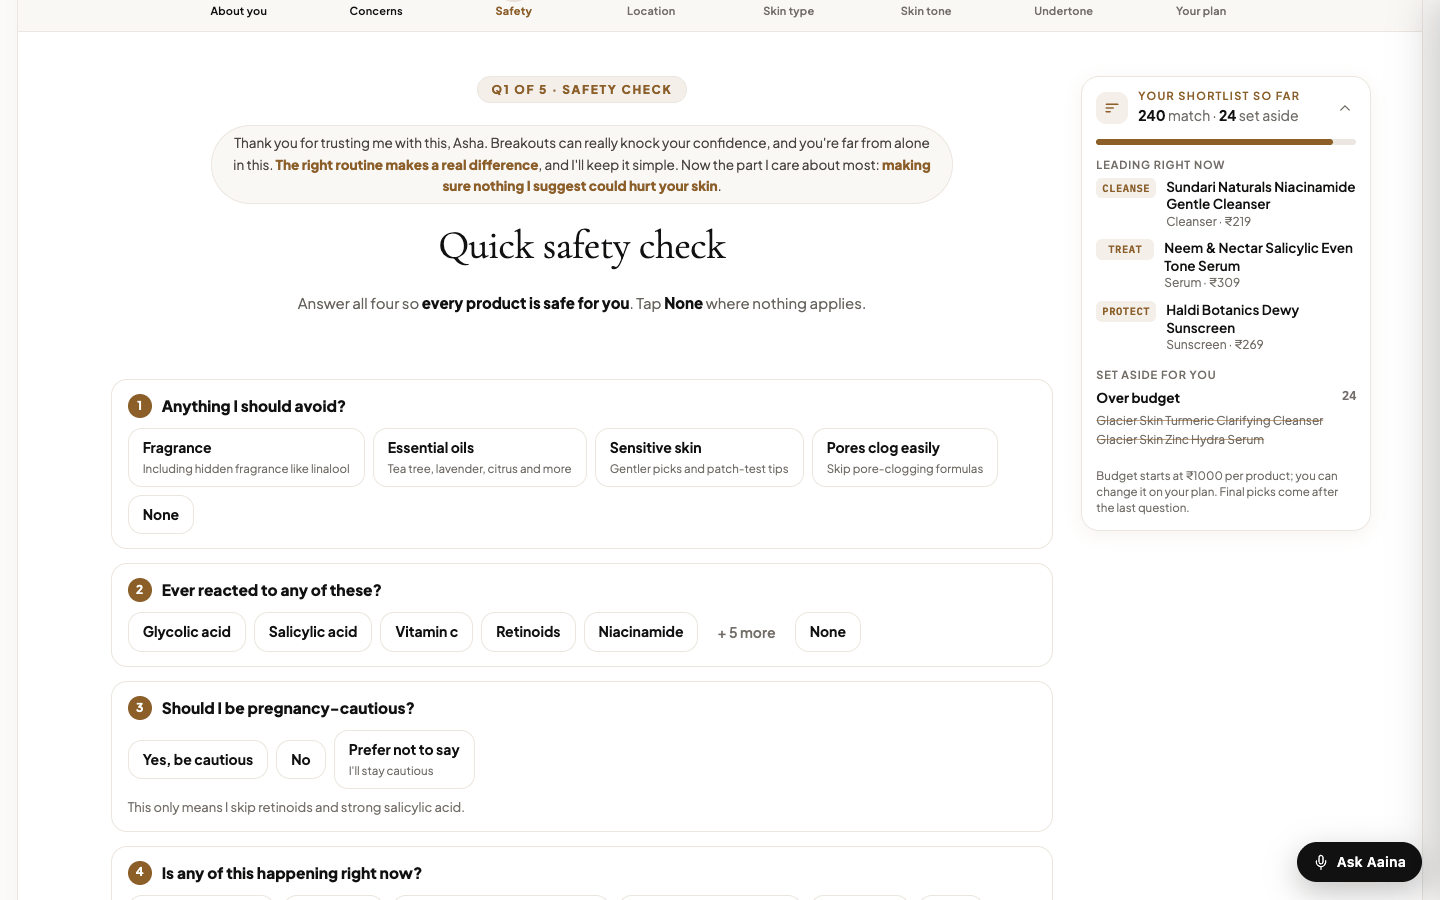 About you
Concerns
Safety
Location
Skin type
Skin tone
Undertone
Your plan
Q1 OF 5 · SAFETY CHECK
Thank you for trusting me with this, Asha. Breakouts can really knock your confidence, and you're far from alone
in this. The right routine makes a real difference, and I'll keep it simple. Now the part I care about most: making
sure nothing I suggest could hurt your skin.
Quick safety check
Answer all four so every product is safe for you. Tap None where nothing applies.
1 Anything I should avoid?
Fragrance
Including hidden fragrance like linalool
Essential oils
Tea tree, lavender, citrus and more
Sensitive skin
Gentler picks and patch-test tips
Pores clog easily
Skip pore-clogging formulas
None
2 Ever reacted to any of these?
Glycolic acid
Salicylic acid
Vitamin c
Retinoids
Niacinamide
+ 5 more
None
3 Should I be pregnancy-cautious?
Yes, be cautious
No
Prefer not to say
I'll stay cautious
This only means I skip retinoids and strong salicylic acid.
4 Is any of this happening right now?
YOUR SHORTLIST SO FAR
240 match · 24 set aside
LEADING RIGHT NOW
CLEANSE
Sundari Naturals Niacinamide
Gentle Cleanser
Cleanser · ₹219
TREAT
Neem & Nectar Salicylic Even
Tone Serum
Serum · ₹309
PROTECT
Haldi Botanics Dewy
Sunscreen
Sunscreen · ₹269
SET ASIDE FOR YOU
Over budget 24
Glacier Skin Turmeric Clarifying Cleanser
Glacier Skin Zinc Hydra Serum
Budget starts at ₹1000 per product; you can
change it on your plan. Final picks come after
the last question.
Ask Aaina